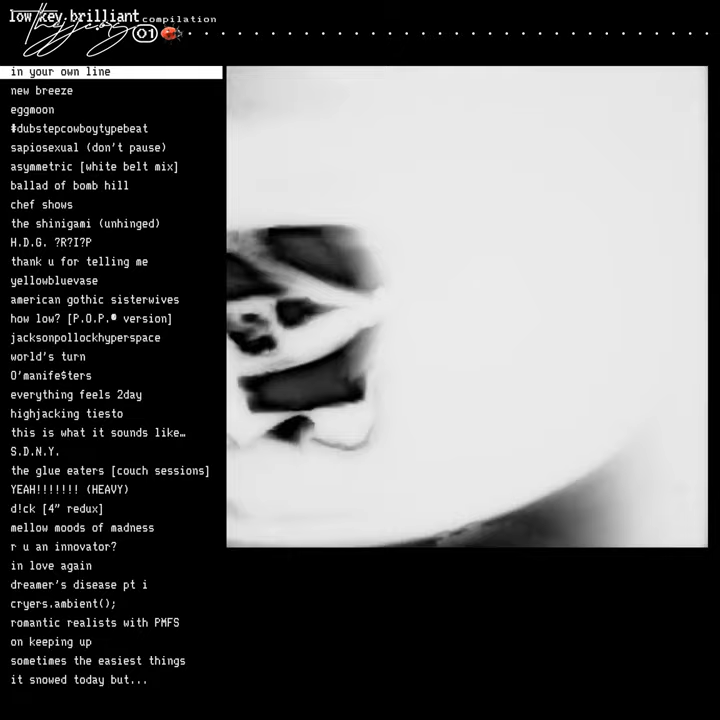 low key brilliant compilation
01
in your own line
new breeze
eggmoon
#dubstepcowboytypebeat
sapiosexual (don't pause)
asymmetric [white belt mix]
ballad of bomb hill
chef shows
the shinigami (unhinged)
H.D.G. ?R?I?P
thank u for telling me
yellowbluevase
american gothic sisterwives
how low? [P.O.P.® version]
jacksonpollockhyperspace
world's turn
O'manife$ters
everything feels 2day
highjacking tiesto
this is what it sounds like…
S.D.N.Y.
the glue eaters [couch sessions]
YEAH!!!!!!! (HEAVY)
d!ck [4" redux]
mellow moods of madness
r u an innovator?
in love again
dreamer's disease pt i
cryers.ambient();
romantic realists with PMFS
on keeping up
sometimes the easiest things
it snowed today but...